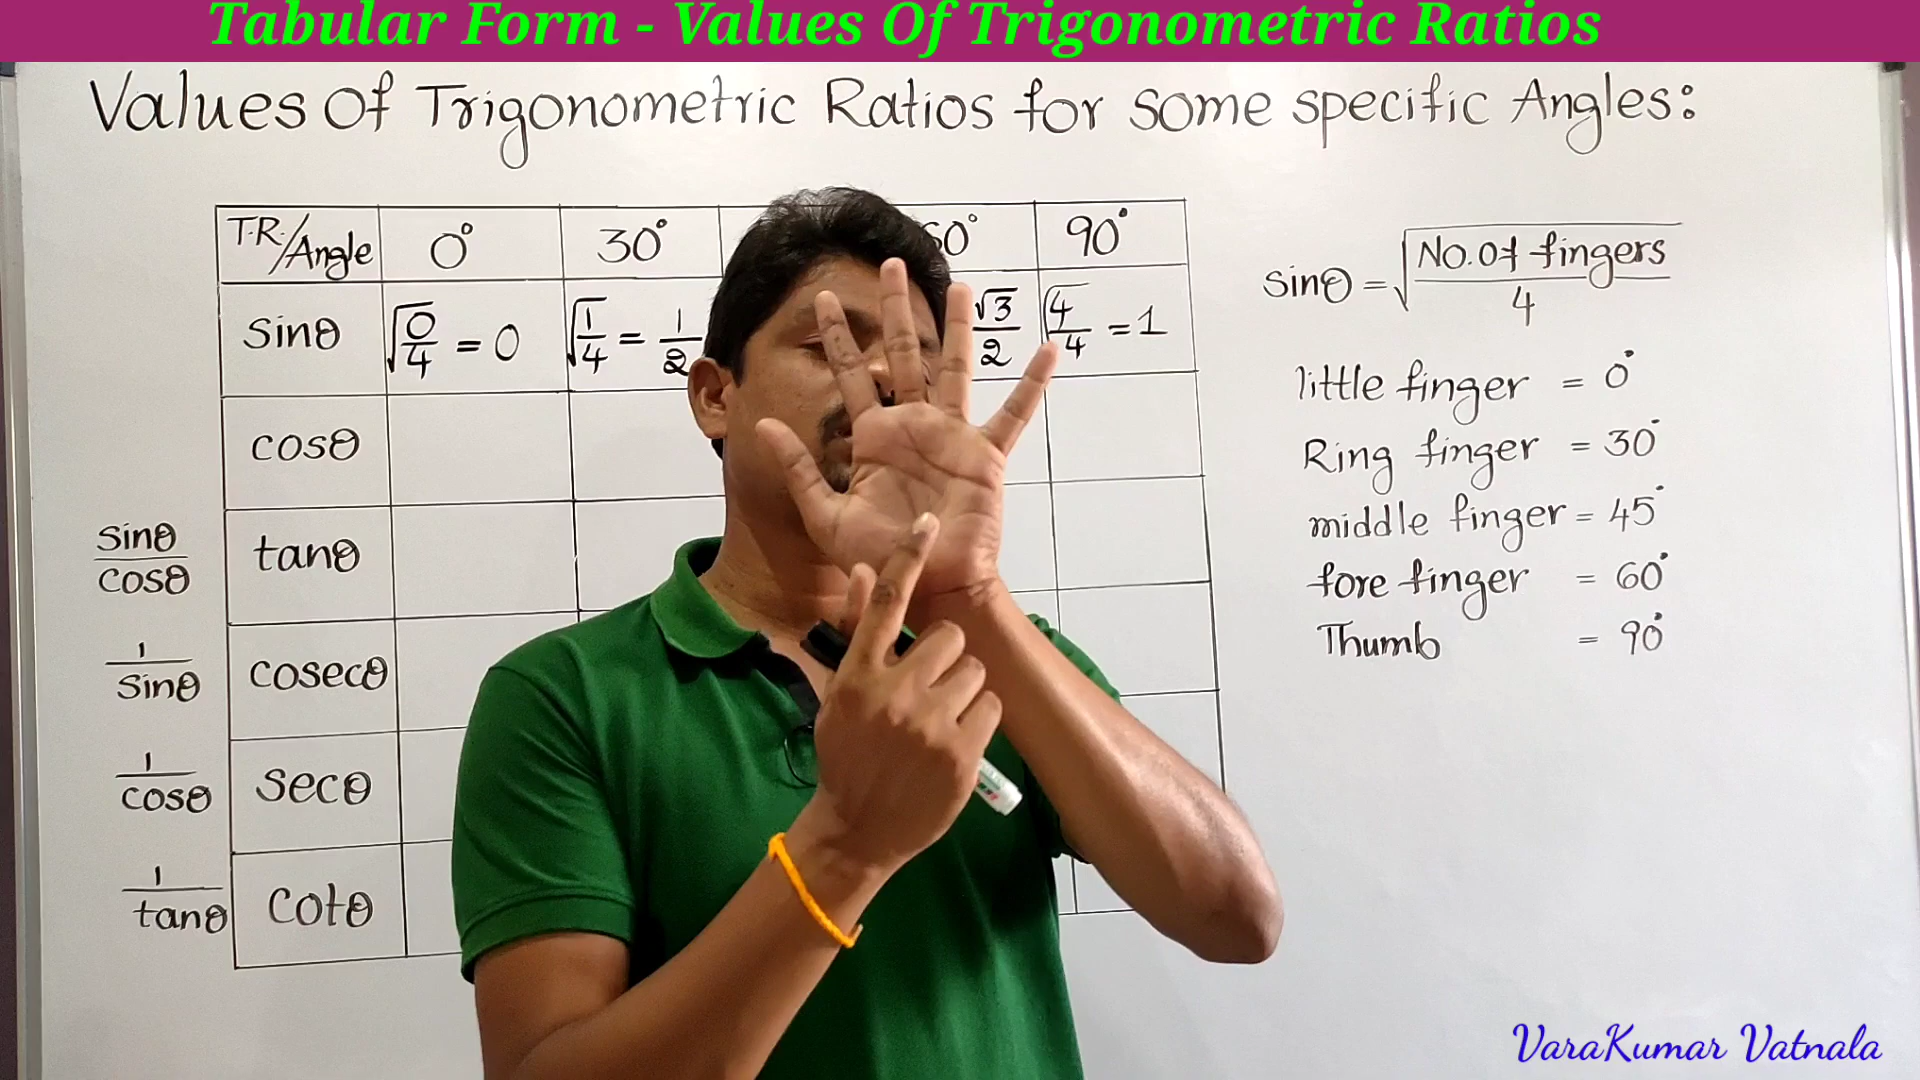 Tabular Form - Values Of Trigonometric Ratios
Values Of Trigonometric Ratios for some specific Angles:
T.R./Angle 0° 30° 60° 90°
sinθ √(0/4) = 0 √(1/4) = 1/2 √3/2 √(4/4) = 1
cosθ
sinθ/cosθ tanθ
1/sinθ cosecθ
1/cosθ secθ
1/tanθ cotθ
sinθ = √(No.Of fingers/4)
little finger = 0°
Ring finger = 30°
middle finger = 45°
fore finger = 60°
Thumb = 90°
VaraKumar Vatnala